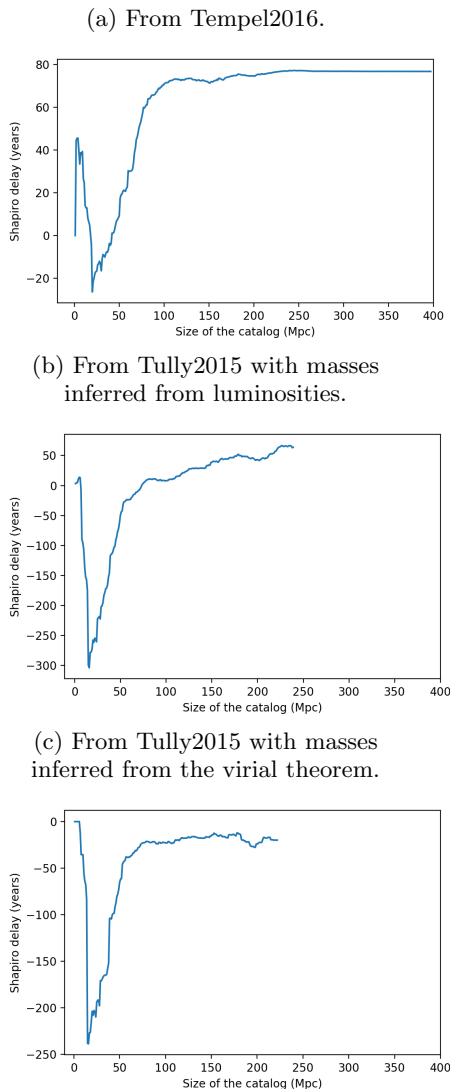 (a) From Tempel2016.
80
60
40
20
0
−20
Shapiro delay (years)
0 50 100 150 200 250 300 350 400
Size of the catalog (Mpc)
(b) From Tully2015 with masses
inferred from luminosities.
50
0
−50
−100
−150
−200
−250
−300
Shapiro delay (years)
0 50 100 150 200 250 300 350 400
Size of the catalog (Mpc)
(c) From Tully2015 with masses
inferred from the virial theorem.
0
−50
−100
−150
−200
−250
Shapiro delay (years)
0 50 100 150 200 250 300 350 400
Size of the catalog (Mpc)